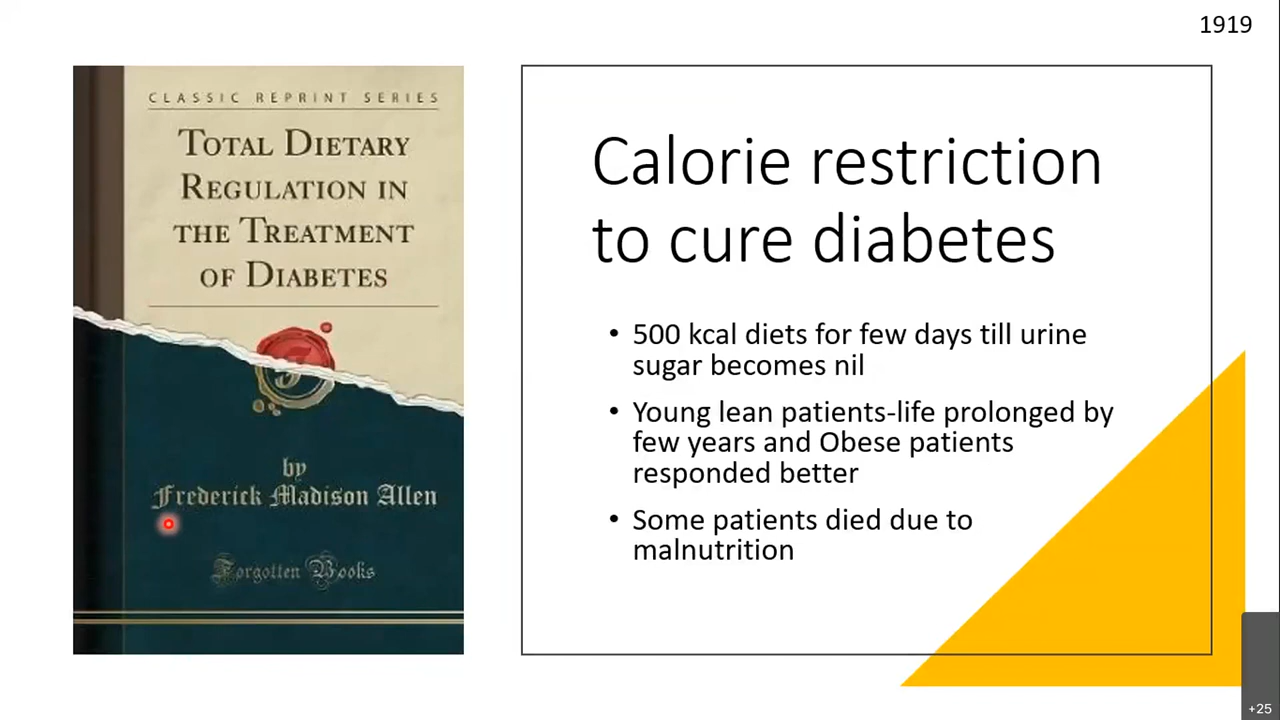 1919
CLASSIC REPRINT SERIES
TOTAL DIETARY
REGULATION IN
THE TREATMENT
OF DIABETES
by
Frederick Madison Allen
Forgotten Books
Calorie restriction
to cure diabetes
• 500 kcal diets for few days till urine
sugar becomes nil
• Young lean patients-life prolonged by
few years and Obese patients
responded better
• Some patients died due to
malnutrition
+25